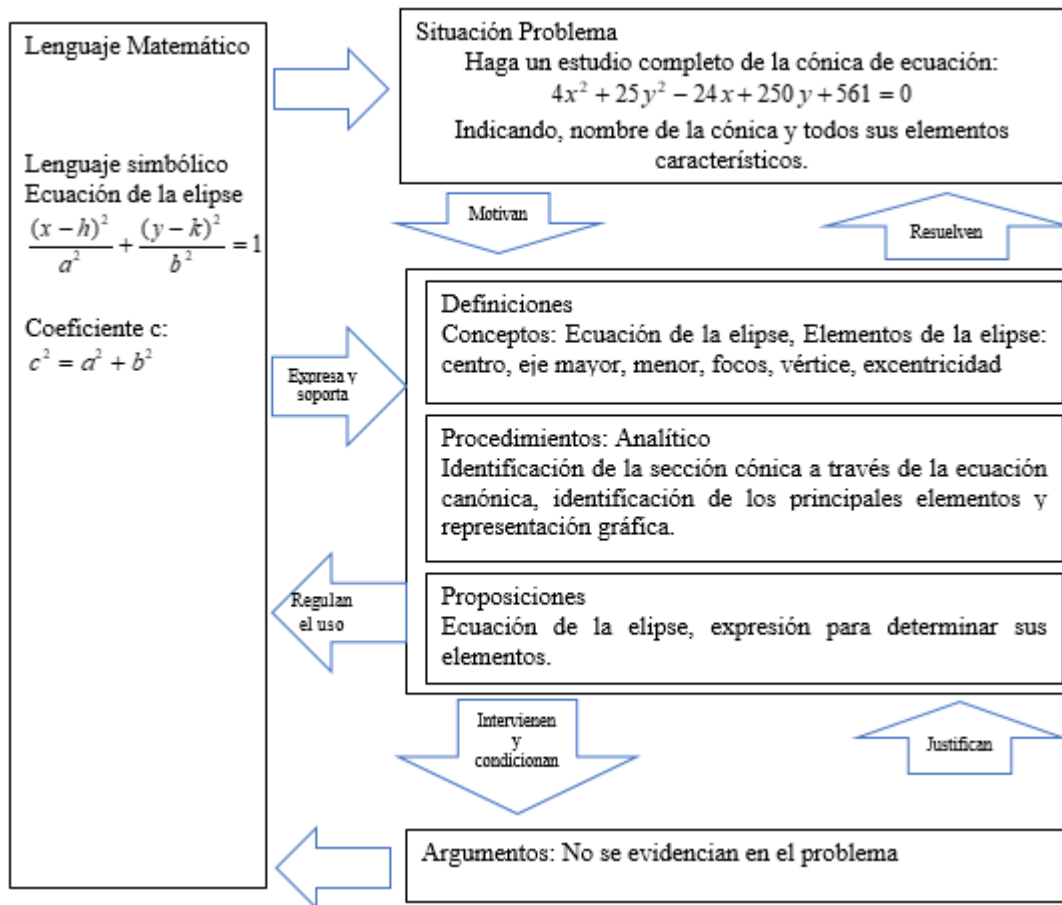 Lenguaje Matemático
Lenguaje simbólico
Ecuación de la elipse
(x − h)² / a² + (y − k)² / b² = 1
Coeficiente c:
c² = a² + b²
Situación Problema
Haga un estudio completo de la cónica de ecuación:
4x² + 25y² − 24x + 250y + 561 = 0
Indicando, nombre de la cónica y todos sus elementos
característicos.
Motivan
Resuelven
Definiciones
Conceptos: Ecuación de la elipse, Elementos de la elipse:
centro, eje mayor, menor, focos, vértice, excentricidad
Expresa y
soporta
Procedimientos: Analítico
Identificación de la sección cónica a través de la ecuación
canónica, identificación de los principales elementos y
representación gráfica.
Regulan
el uso
Proposiciones
Ecuación de la elipse, expresión para determinar sus
elementos.
Intervienen
y
condicionan
Justifican
Argumentos: No se evidencian en el problema